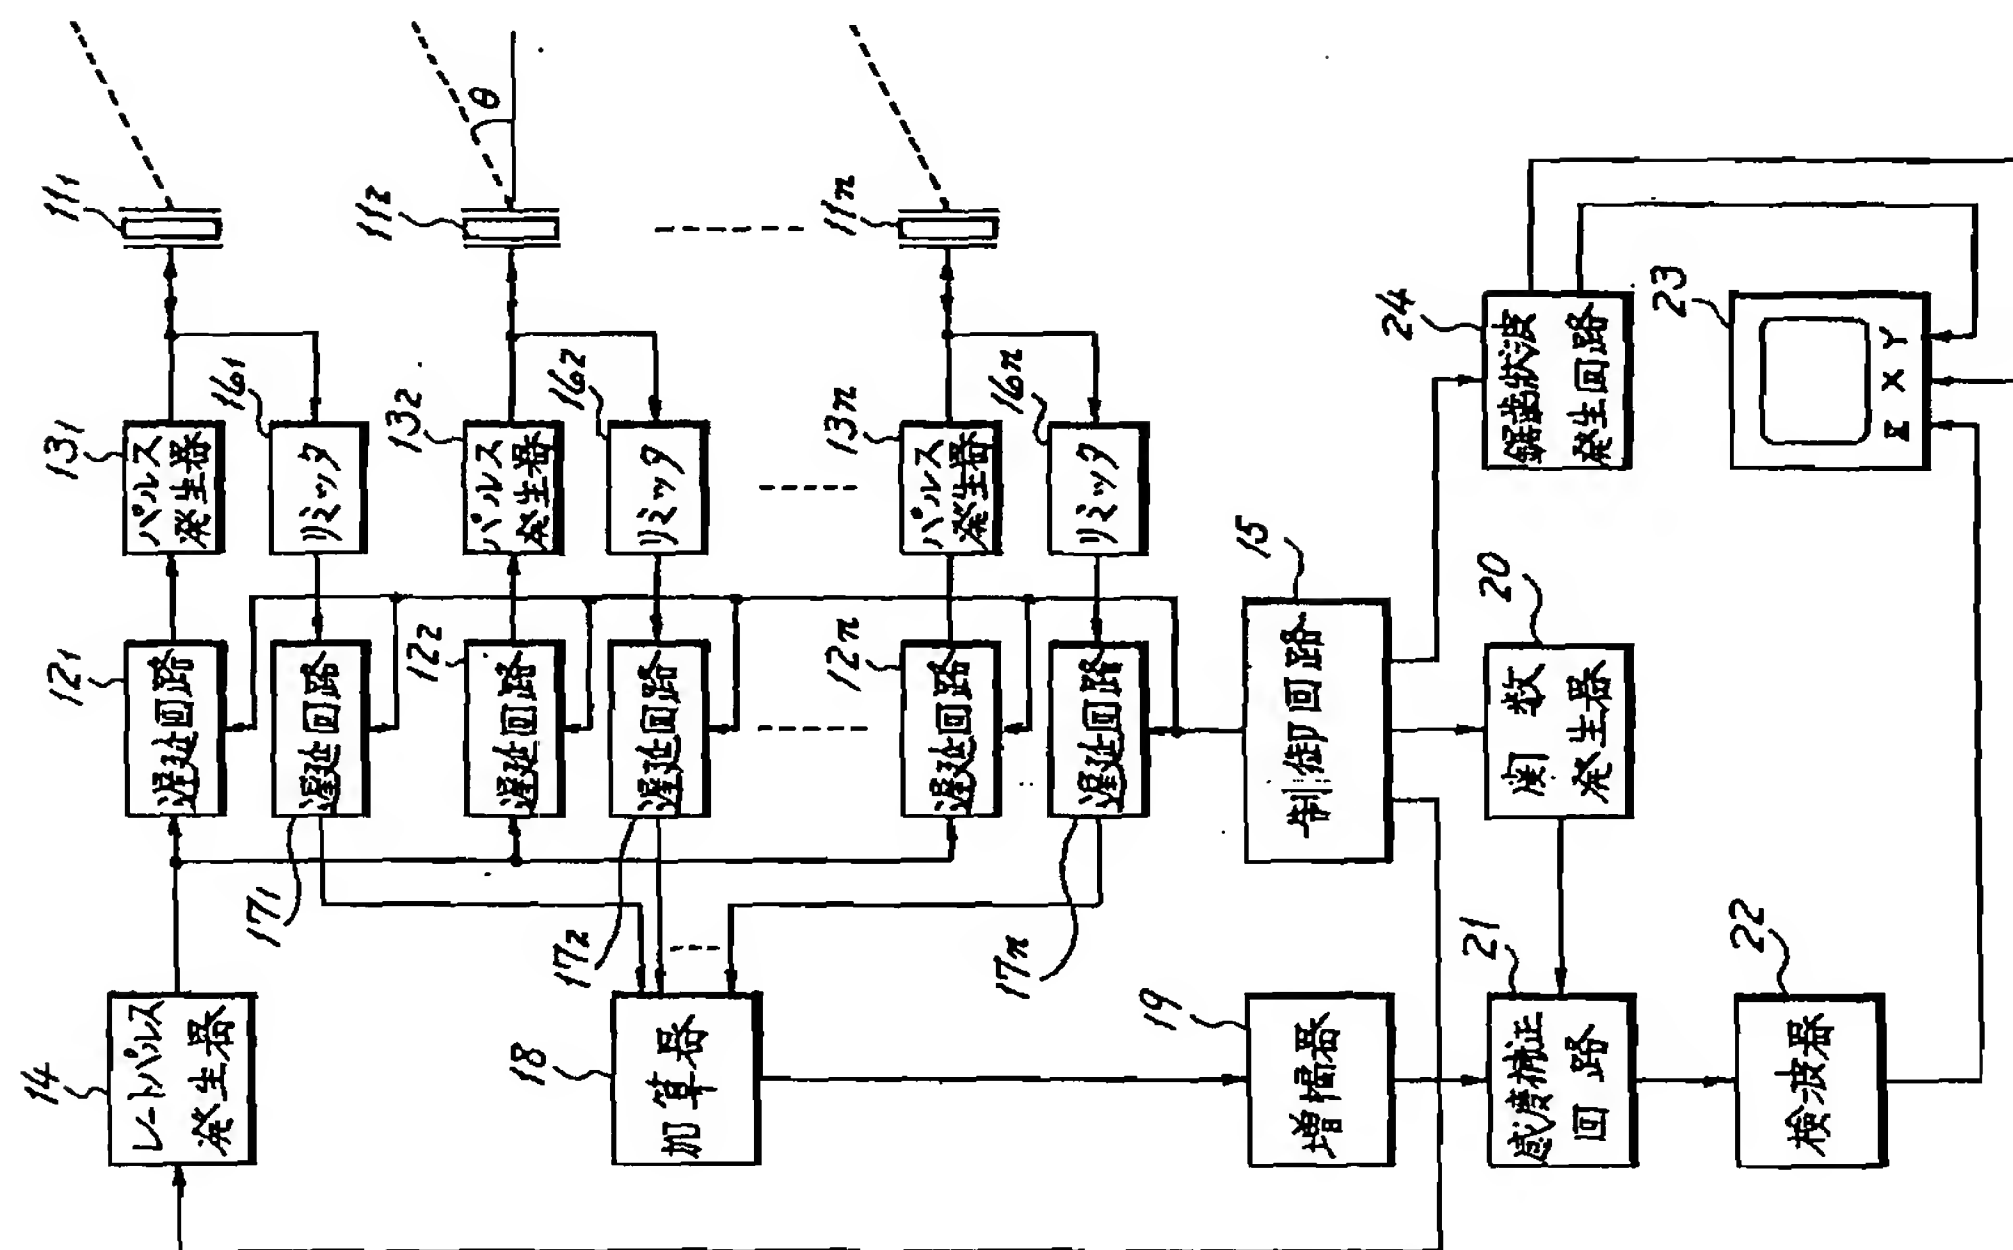 11₁
11₂
11n
θ
13₁
パルス
発生器
16₁
リミッタ
13₂
パルス
発生器
16₂
リミッタ
13n
パルス
発生器
16n
リミッタ
12₁
遅延回路
遅延回路
17₁
12₂
遅延回路
遅延回路
17₂
12n
遅延回路
遅延回路
17n
14
レートパルス
発生器
18
加算器
15
制御回路
19
増幅器
24
鋸歯状波
発生回路
23
Z X Y
20
関数
発生器
21
感度補正
回路
22
検波器